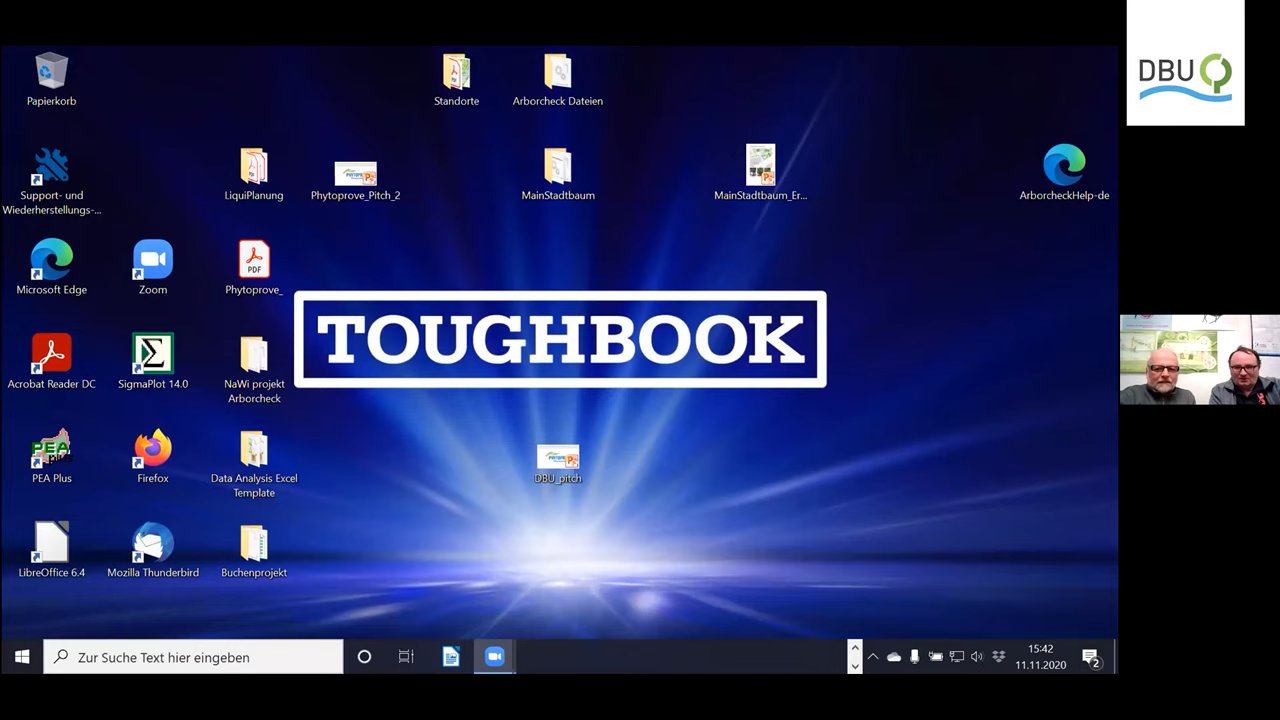 DBU
Papierkorb
Standorte
Arborcheck Dateien
Support- und
Wiederherstellungs-...
LiquiPlanung
Phytoprove_Pitch_2
MainStadtbaum
MainStadtbaum_Er...
ArborcheckHelp-de
Microsoft Edge
Zoom
PDF
Phytoprove_
TOUGHBOOK
Acrobat Reader DC
SigmaPlot 14.0
NaWi projekt
Arborcheck
PEA
PEA Plus
Firefox
Data Analysis Excel
Template
DBU_pitch
LibreOffice 6.4
Mozilla Thunderbird
Buchenprojekt
Zur Suche Text hier eingeben
15:42
11.11.2020
2